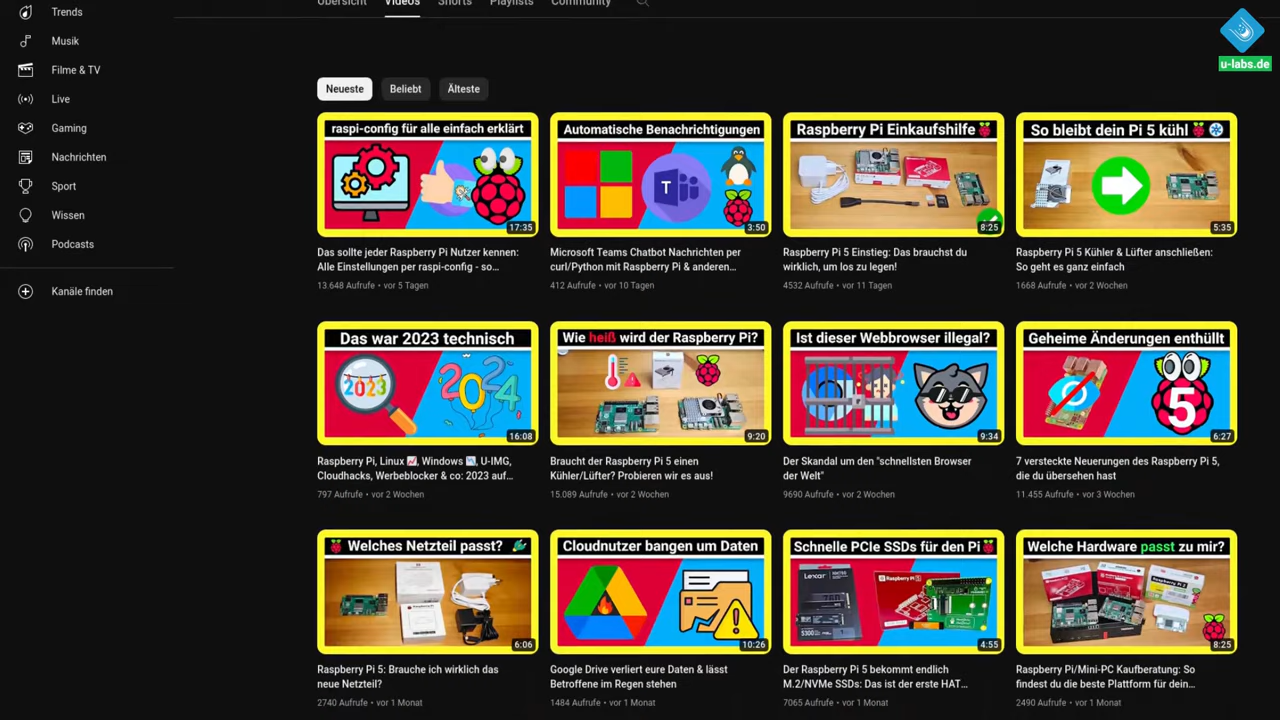 Übersicht Videos Shorts Playlists Community
Trends
Musik
Filme & TV
Live
Gaming
Nachrichten
Sport
Wissen
Podcasts
Kanäle finden
u-labs.de
Neueste Beliebt Älteste
raspi-config für alle einfach erklärt
17:35
Das sollte jeder Raspberry Pi Nutzer kennen:
Alle Einstellungen per raspi-config - so...
13.648 Aufrufe • vor 5 Tagen
Automatische Benachrichtigungen
T
3:50
Microsoft Teams Chatbot Nachrichten per
curl/Python mit Raspberry Pi & anderen...
412 Aufrufe • vor 10 Tagen
Raspberry Pi Einkaufshilfe
8:25
Raspberry Pi 5 Einstieg: Das brauchst du
wirklich, um los zu legen!
4532 Aufrufe • vor 11 Tagen
So bleibt dein Pi 5 kühl
5:35
Raspberry Pi 5 Kühler & Lüfter anschließen:
So geht es ganz einfach
1668 Aufrufe • vor 2 Wochen
Das war 2023 technisch
2023
2024
16:08
Raspberry Pi, Linux 📈, Windows 📉, U-IMG,
Cloudhacks, Werbeblocker & co: 2023 auf...
797 Aufrufe • vor 2 Wochen
Wie heiß wird der Raspberry Pi?
9:20
Braucht der Raspberry Pi 5 einen
Kühler/Lüfter? Probieren wir es aus!
15.089 Aufrufe • vor 2 Wochen
Ist dieser Webbrowser illegal?
9:34
Der Skandal um den "schnellsten Browser
der Welt"
9690 Aufrufe • vor 2 Wochen
Geheime Änderungen enthüllt
5
6:27
7 versteckte Neuerungen des Raspberry Pi 5,
die du übersehen hast
11.455 Aufrufe • vor 3 Wochen
Welches Netzteil passt?
6:06
Raspberry Pi 5: Brauche ich wirklich das
neue Netzteil?
2740 Aufrufe • vor 1 Monat
Cloudnutzer bangen um Daten
10:26
Google Drive verliert eure Daten & lässt
Betroffene im Regen stehen
1484 Aufrufe • vor 1 Monat
Schnelle PCIe SSDs für den Pi
Lexar
4:55
Der Raspberry Pi 5 bekommt endlich
M.2/NVMe SSDs: Das ist der erste HAT...
7065 Aufrufe • vor 1 Monat
Welche Hardware passt zu mir?
8:25
Raspberry Pi/Mini-PC Kaufberatung: So
findest du die beste Plattform für dein...
2490 Aufrufe • vor 1 Monat